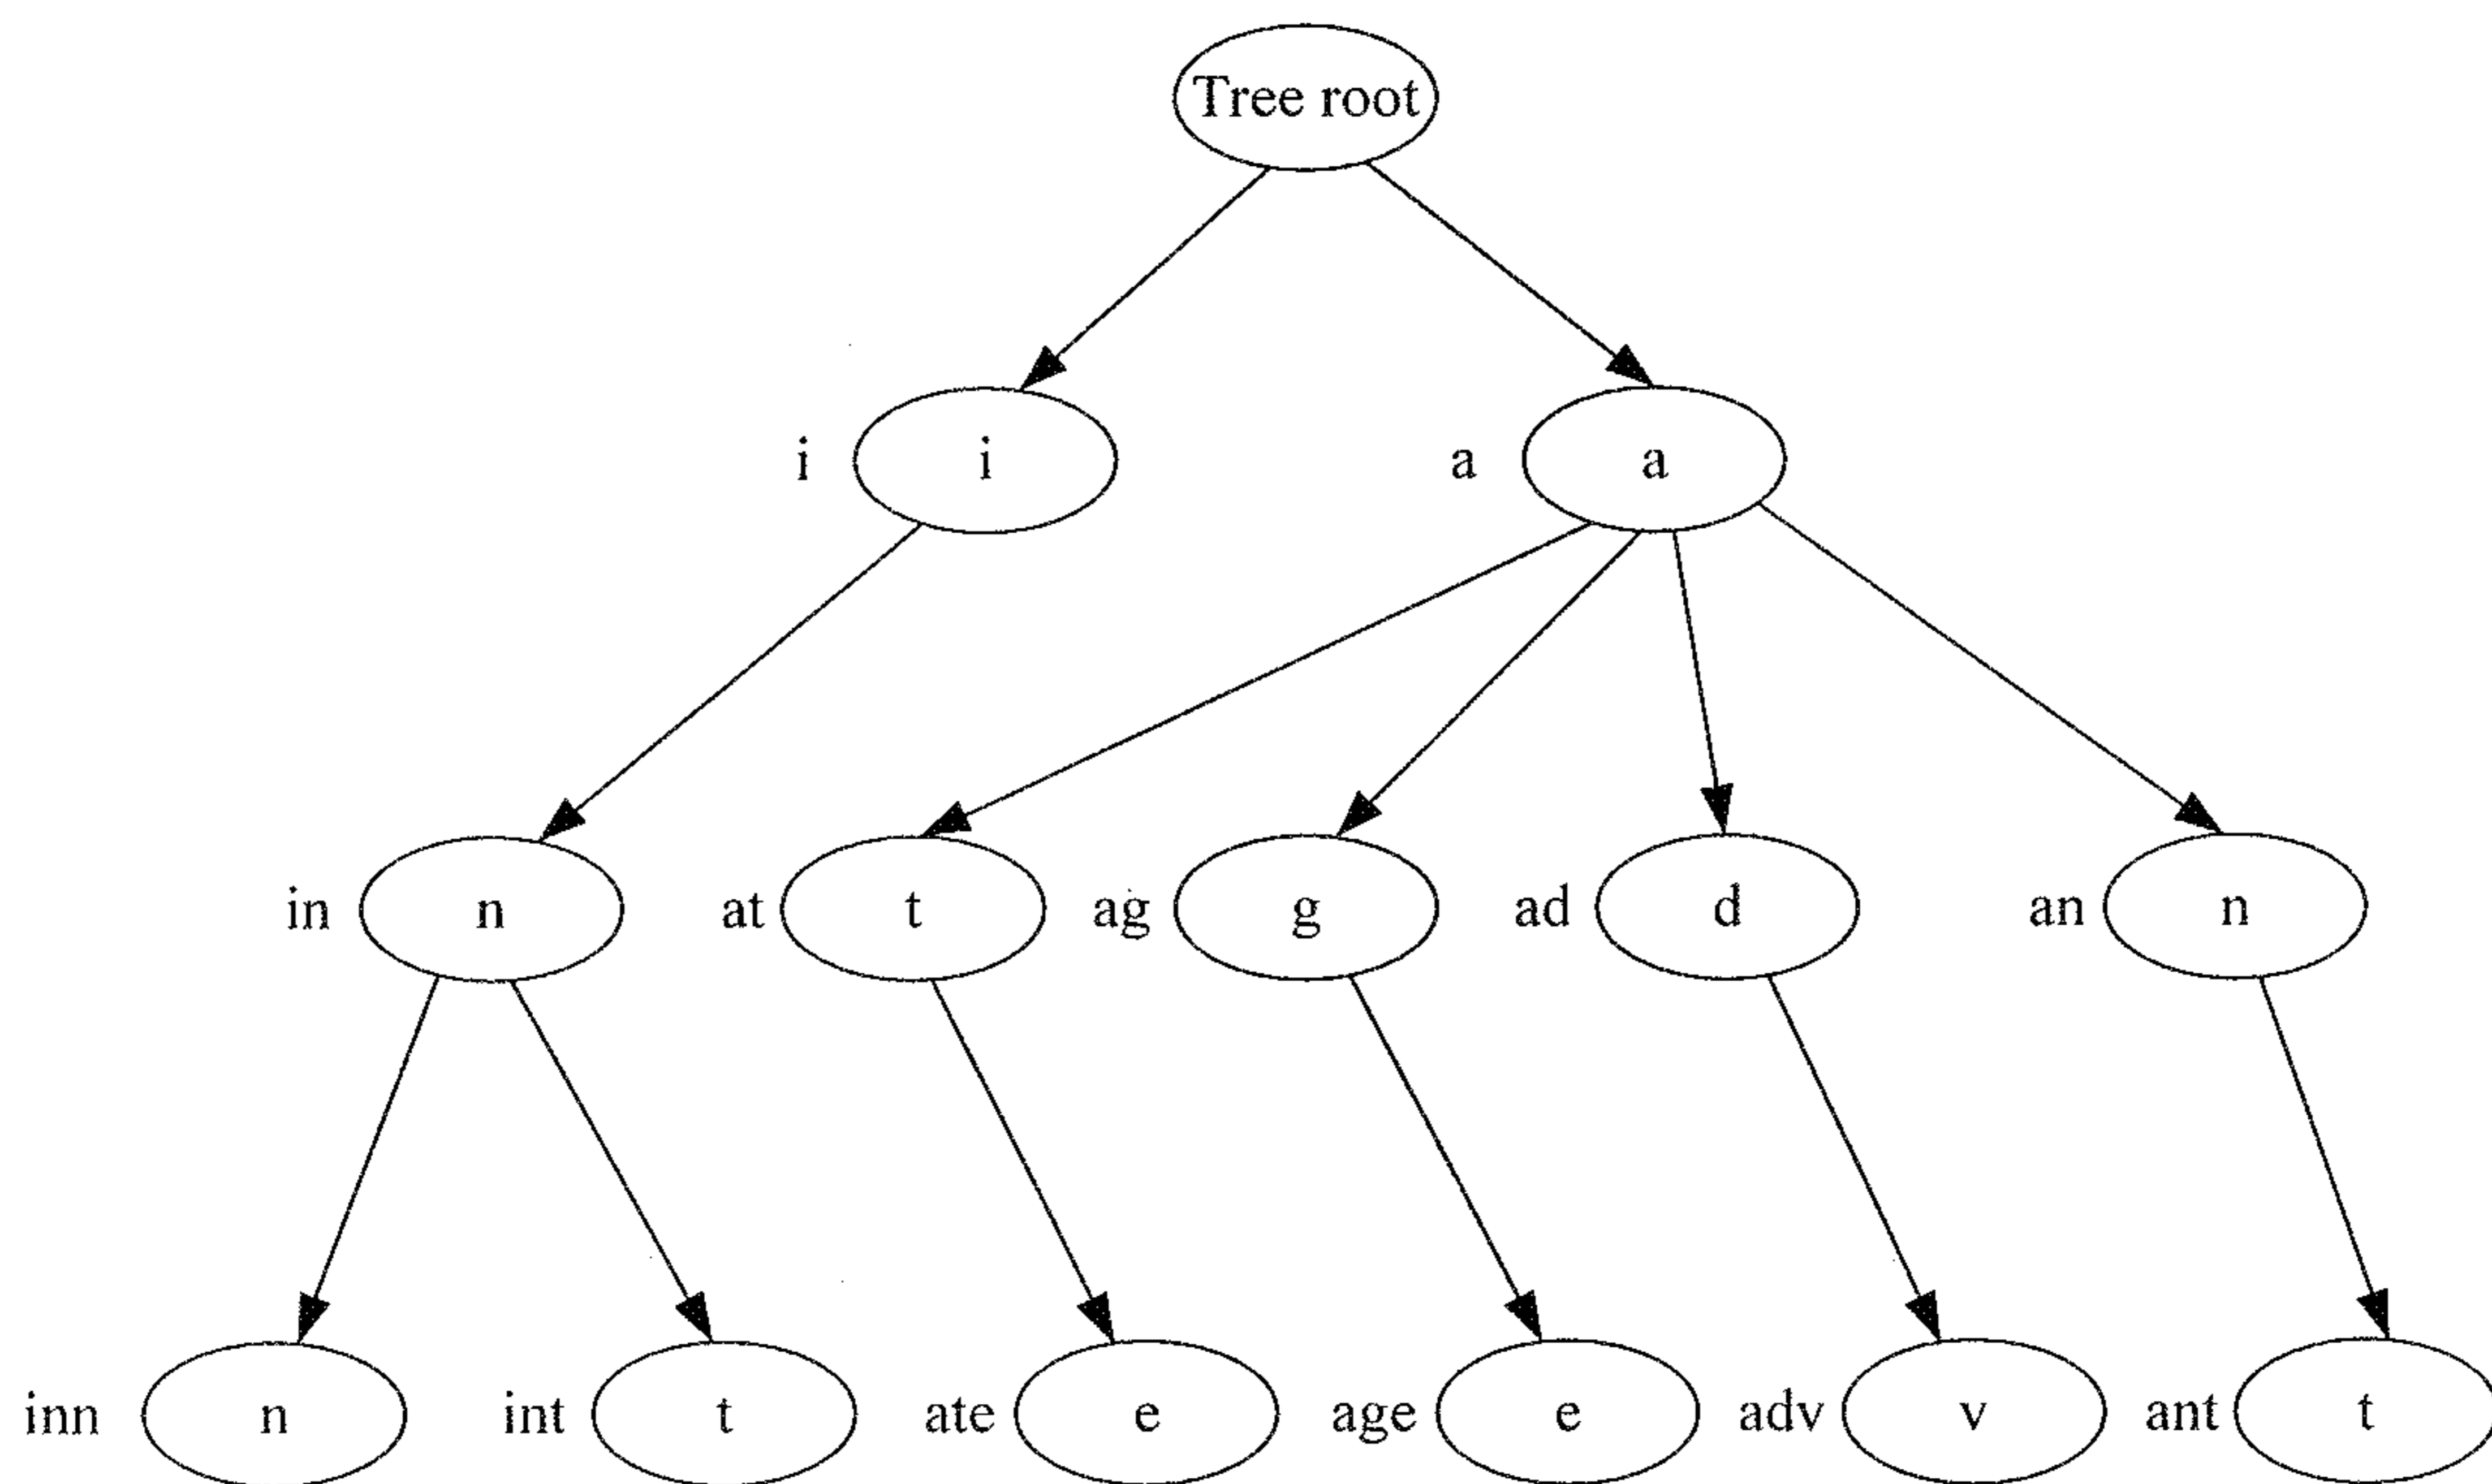 Tree root
i i a a
in n at t ag g ad d an n
inn n int t ate e age e adv v ant t